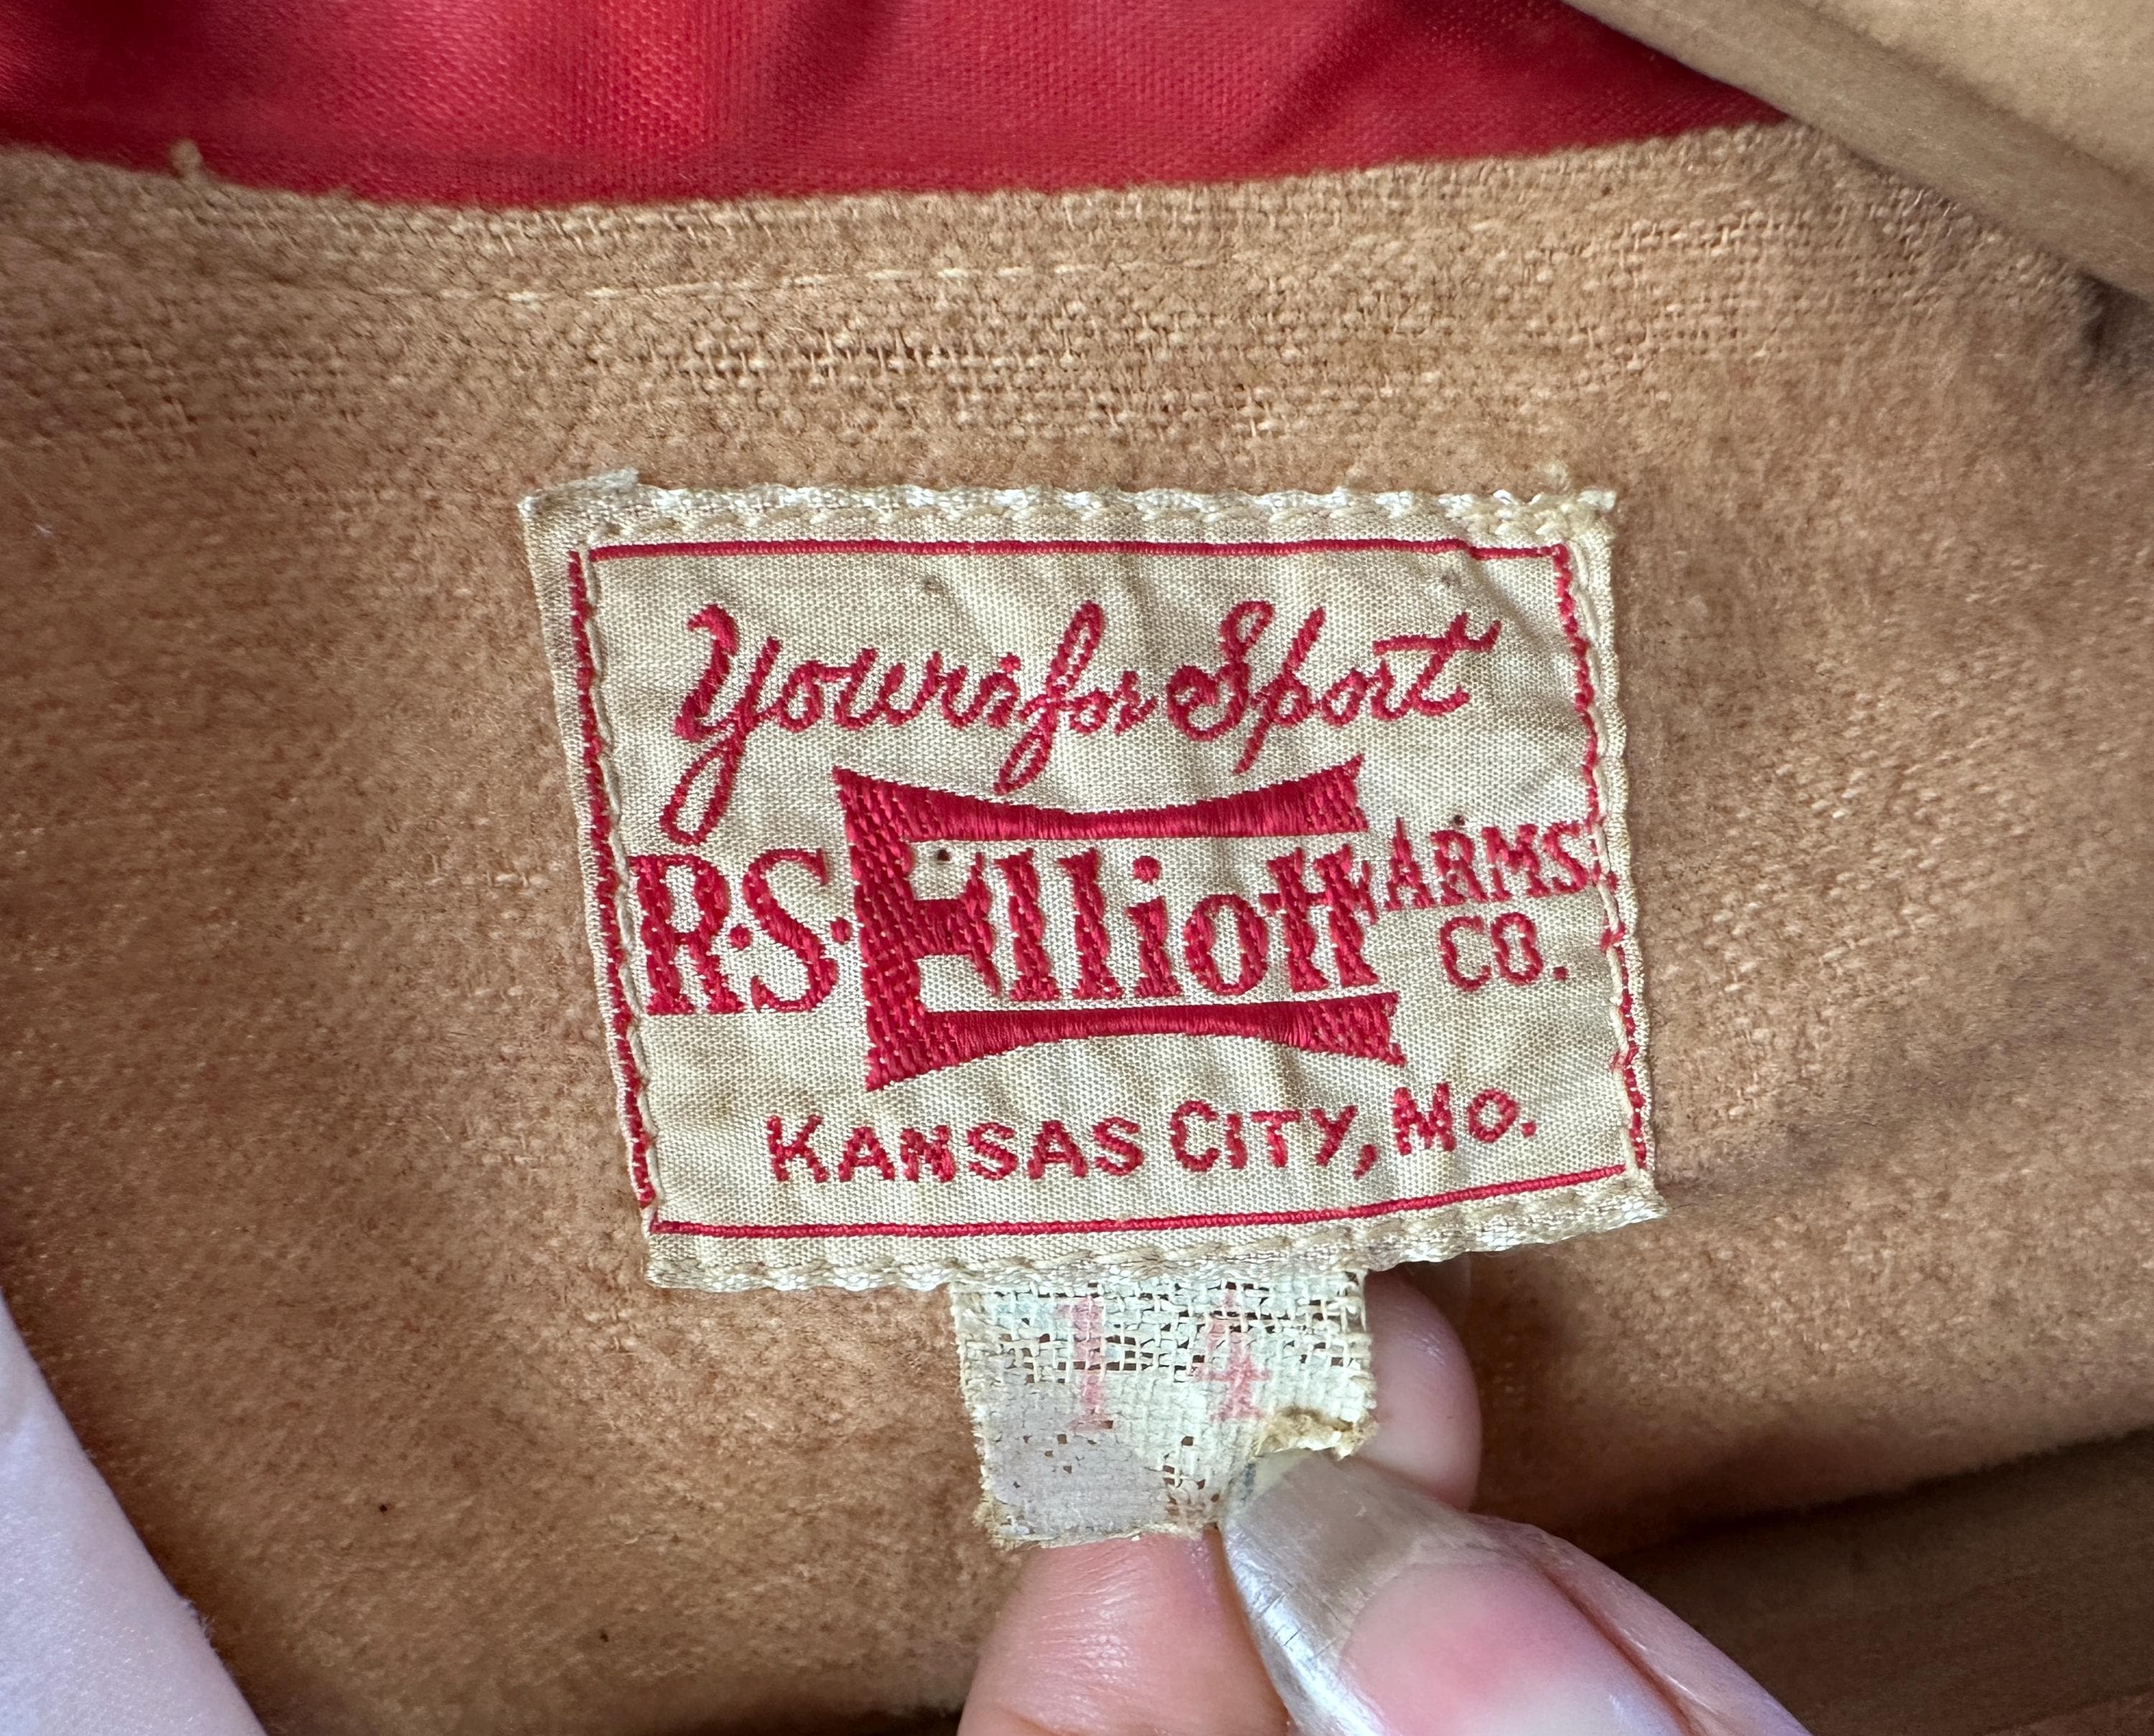 Yours for Sport
R.S. Elliott ARMS
CO.
KANSAS CITY, MO.
14